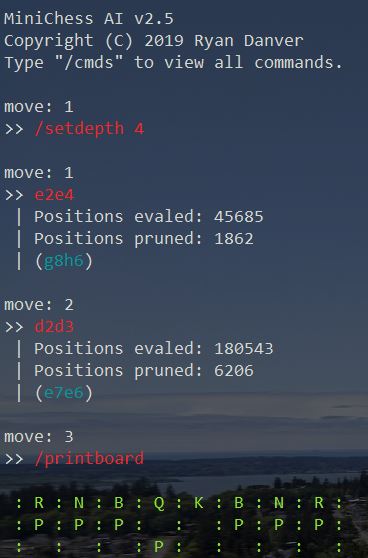 MiniChess AI v2.5
Copyright (C) 2019 Ryan Danver
Type "/cmds" to view all commands.
move: 1
>> /setdepth 4
move: 1
>> e2e4
| Positions evaled: 45685
| Positions pruned: 1862
| (g8h6)
move: 2
>> d2d3
| Positions evaled: 180543
| Positions pruned: 6206
| (e7e6)
move: 3
>> /printboard
: R : N : B : Q : K : B : N : R :
: P : P : P :   :   : P : P : P :
:   :   :   : P :   :   :   :   :